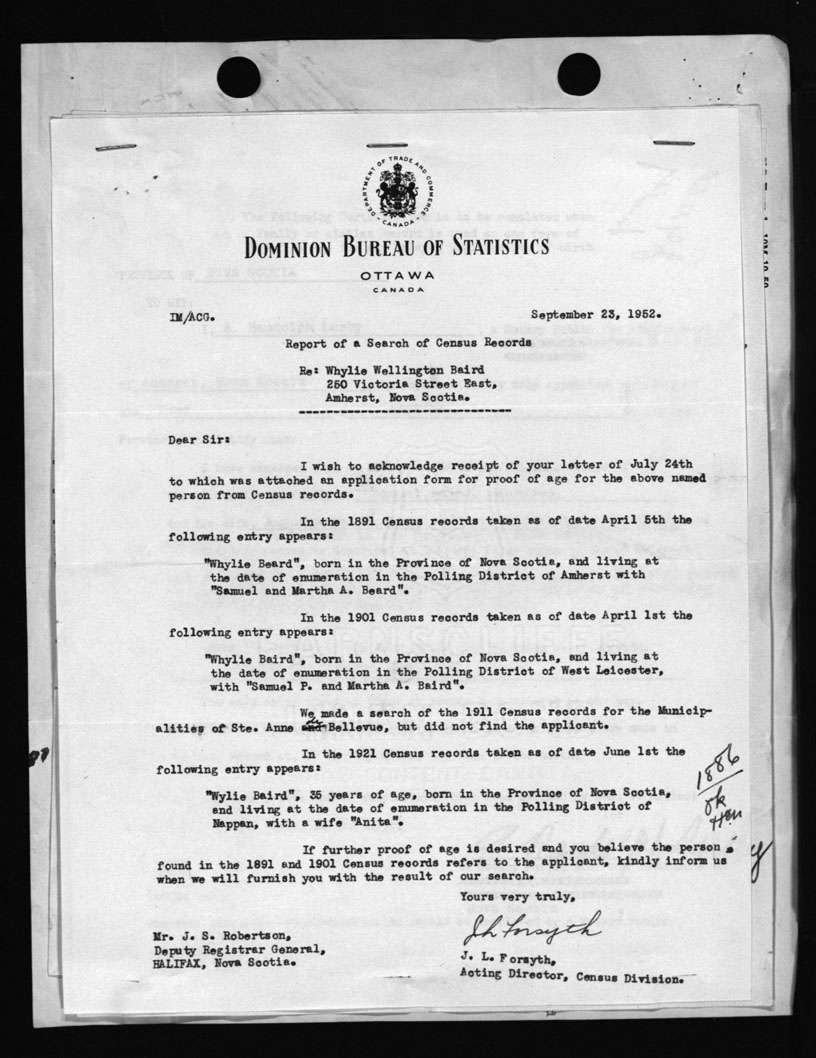 DEPARTMENT OF TRADE AND COMMERCE
CANADA
DOMINION BUREAU OF STATISTICS
OTTAWA
CANADA
IM/ACG.
September 23, 1952.
Report of a Search of Census Records
Re: Whylie Wellington Baird
250 Victoria Street East,
Amherst, Nova Scotia.
Dear Sir:
I wish to acknowledge receipt of your letter of July 24th
to which was attached an application form for proof of age for the above named
person from Census records.
In the 1891 Census records taken as of date April 5th the
following entry appears:
"Whylie Beard", born in the Province of Nova Scotia, and living at
the date of enumeration in the Polling District of Amherst with
"Samuel and Martha A. Beard".
In the 1901 Census records taken as of date April 1st the
following entry appears:
"Whylie Baird", born in the Province of Nova Scotia, and living at
the date of enumeration in the Polling District of West Leicester,
with "Samuel P. and Martha A. Baird".
We made a search of the 1911 Census records for the Municip-
alities of Ste. Anne and Bellevue, but did not find the applicant.
In the 1921 Census records taken as of date June 1st the
following entry appears:
"Wylie Baird", 35 years of age, born in the Province of Nova Scotia,
and living at the date of enumeration in the Polling District of
Nappan, with a wife "Anita".
1886
ok
If further proof of age is desired and you believe the person
found in the 1891 and 1901 Census records refers to the applicant, kindly inform us
when we will furnish you with the result of our search.
Yours very truly,
J L Forsyth
Mr. J. S. Robertson,
Deputy Registrar General,
HALIFAX, Nova Scotia.
J. L. Forsyth,
Acting Director, Census Division.